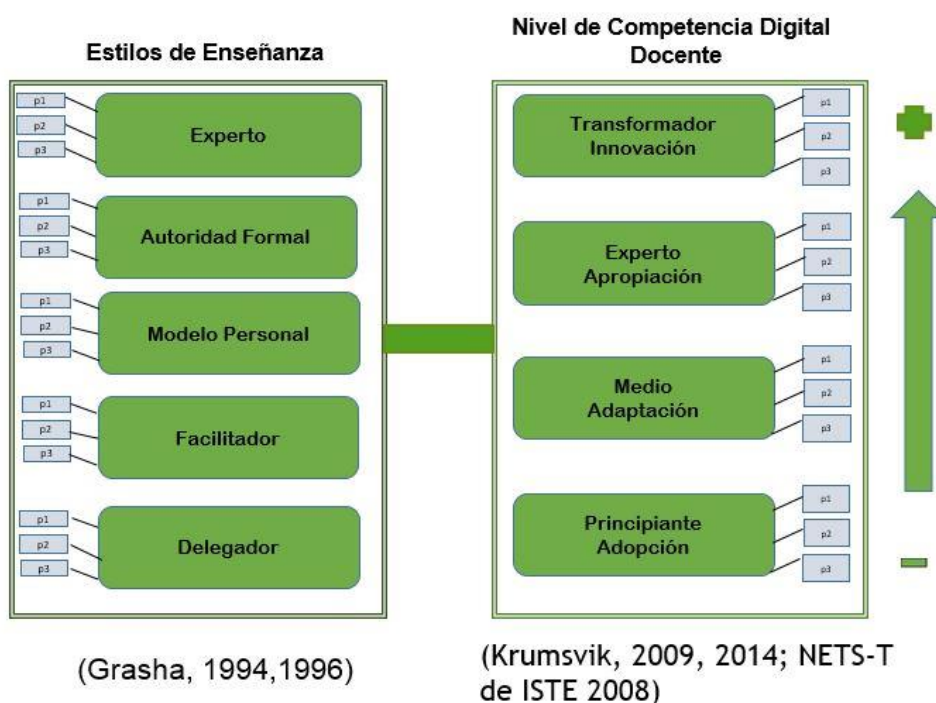 Estilos de Enseñanza
p1
p2
p3
Experto
p1
p2
p3
Autoridad Formal
p1
p2
p3
Modelo Personal
p1
p2
p3
Facilitador
p1
p2
p3
Delegador
(Grasha, 1994,1996)
Nivel de Competencia Digital
Docente
Transformador
Innovación
p1
p2
p3
Experto
Apropiación
p1
p2
p3
Medio
Adaptación
p1
p2
p3
Principiante
Adopción
p1
p2
p3
(Krumsvik, 2009, 2014; NETS-T
de ISTE 2008)